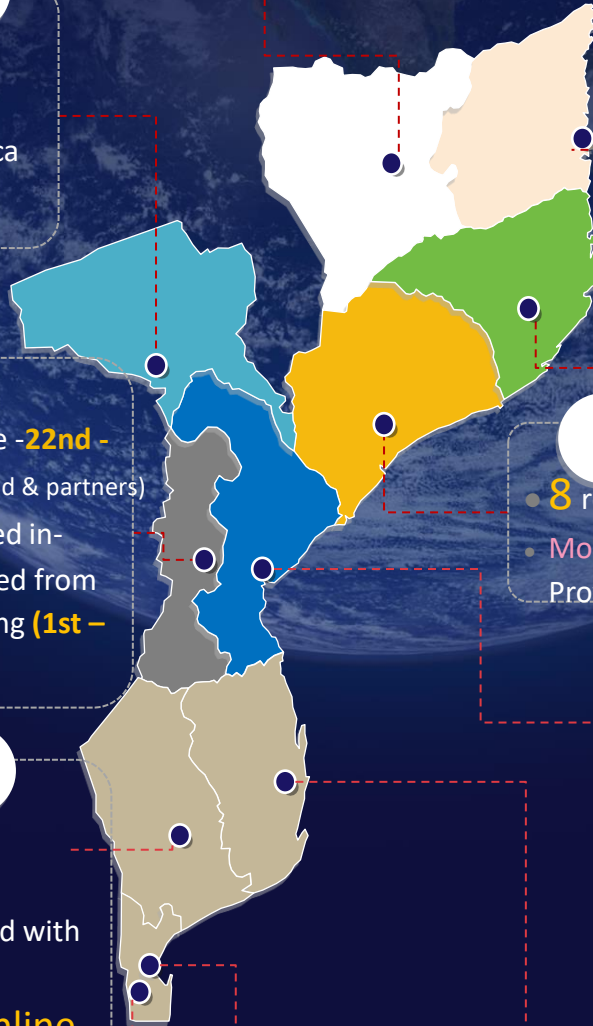 ca
e -22nd -
d & partners)
ed in-
ed from
ng (1st –
8 r
Mo
Pro
d with
nline